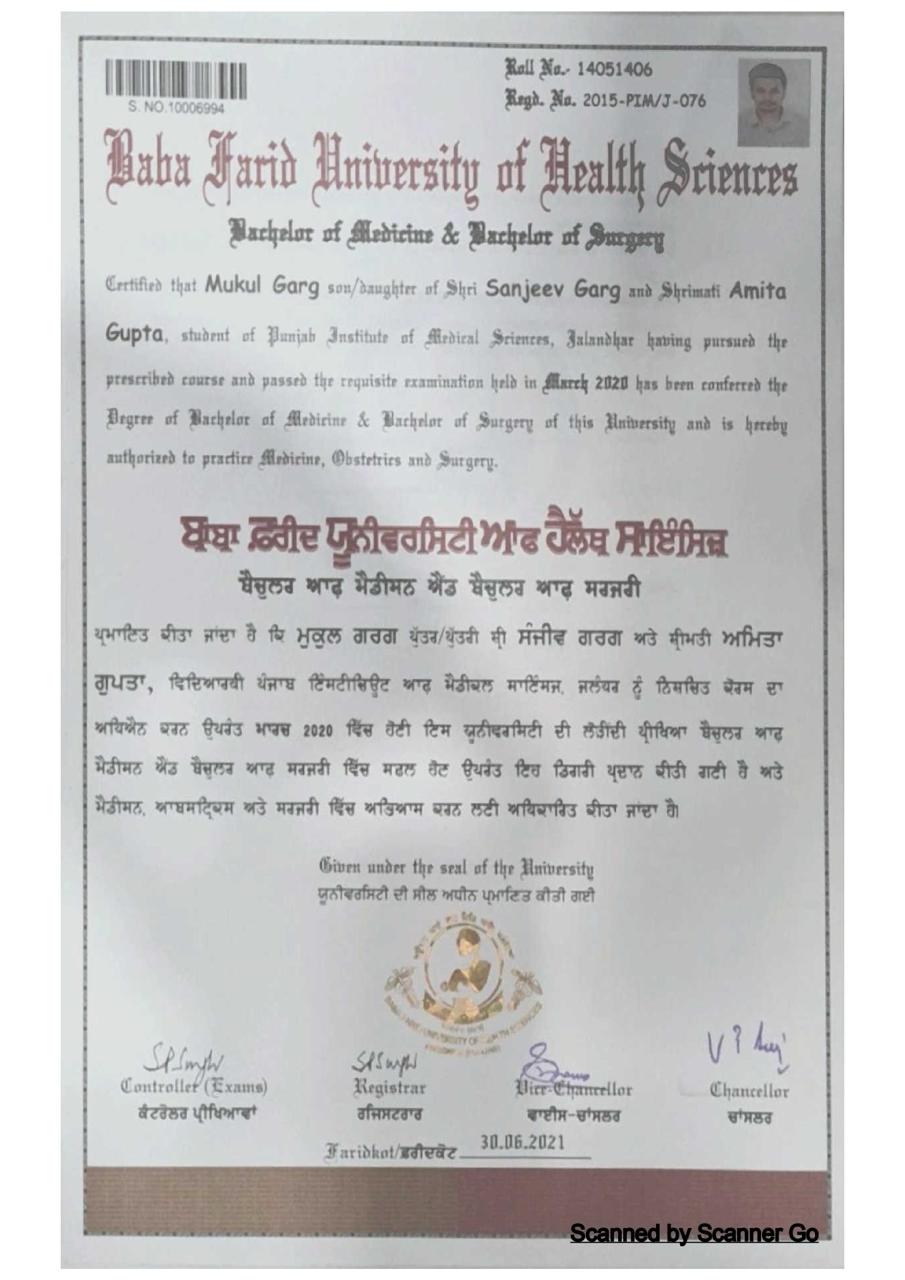 Roll No.- 14051406
S. NO.10006994
Regd. No. 2015-PIM/J-076
Baba Farid University of Health Sciences
Bachelor of Medicine & Bachelor of Surgery
Certified that Mukul Garg son/daughter of Shri Sanjeev Garg and Shrimati Amita
Gupta, student of Punjab Institute of Medical Sciences, Jalandhar having pursued the
prescribed course and passed the requisite examination held in March 2020 has been conferred the
Degree of Bachelor of Medicine & Bachelor of Surgery of this University and is hereby
authorized to practice Medicine, Obstetrics and Surgery.
ਬਾਬਾ ਫ਼ਰੀਦ ਯੂਨੀਵਰਸਿਟੀ ਆਫ ਹੈਲੱਥ ਸਾਇੰਸਿਜ਼
ਬੈਚੁਲਰ ਆਫ਼ ਮੈਡੀਸਨ ਐਂਡ ਬੈਚੁਲਰ ਆਫ਼ ਸਰਜਰੀ
ਪ੍ਰਮਾਣਿਤ ਕੀਤਾ ਜਾਂਦਾ ਹੈ ਕਿ ਮੁਕੂਲ ਗਰਗ ਪੁੱਤਰ/ਪੁੱਤਰੀ ਸ਼੍ਰੀ ਸੰਜੀਵ ਗਰਗ ਅਤੇ ਸ਼੍ਰੀਮਤੀ ਅਮਿਤਾ
ਗੁਪਤਾ, ਵਿਦਿਆਰਥੀ ਪੰਜਾਬ ਇੰਸਟੀਚਿਊਟ ਆਫ਼ ਮੈਡੀਕਲ ਸਾਇੰਸਜ਼, ਜਲੰਧਰ ਨੂੰ ਨਿਸਚਿਤ ਕੋਰਸ ਦਾ
ਅਧਿਐਨ ਕਰਨ ਉਪਰੰਤ ਮਾਰਚ 2020 ਵਿੱਚ ਹੋਈ ਇਸ ਯੂਨੀਵਰਸਿਟੀ ਦੀ ਲੋੜੀਂਦੀ ਪ੍ਰੀਖਿਆ ਬੈਚੁਲਰ ਆਫ਼
ਮੈਡੀਸਨ ਐਂਡ ਬੈਚੁਲਰ ਆਫ਼ ਸਰਜਰੀ ਵਿੱਚ ਸਫਲ ਹੋਣ ਉਪਰੰਤ ਇਹ ਡਿਗਰੀ ਪ੍ਰਦਾਨ ਕੀਤੀ ਗਈ ਹੈ ਅਤੇ
ਮੈਡੀਸਨ, ਆਬਸਟ੍ਰਿਕਸ ਅਤੇ ਸਰਜਰੀ ਵਿੱਚ ਅਭਿਆਸ ਕਰਨ ਲਈ ਅਧਿਕਾਰਿਤ ਕੀਤਾ ਜਾਂਦਾ ਹੈ।
Given under the seal of the University
ਯੂਨੀਵਰਸਿਟੀ ਦੀ ਸੀਲ ਅਧੀਨ ਪ੍ਰਮਾਣਿਤ ਕੀਤੀ ਗਈ
Controller (Exams) Registrar Vice-Chancellor Chancellor
ਕੰਟਰੋਲਰ ਪ੍ਰੀਖਿਆਵਾਂ ਰਜਿਸਟਰਾਰ ਵਾਈਸ-ਚਾਂਸਲਰ ਚਾਂਸਲਰ
Faridkot/ਫ਼ਰੀਦਕੋਟ 30.06.2021
Scanned by Scanner Go